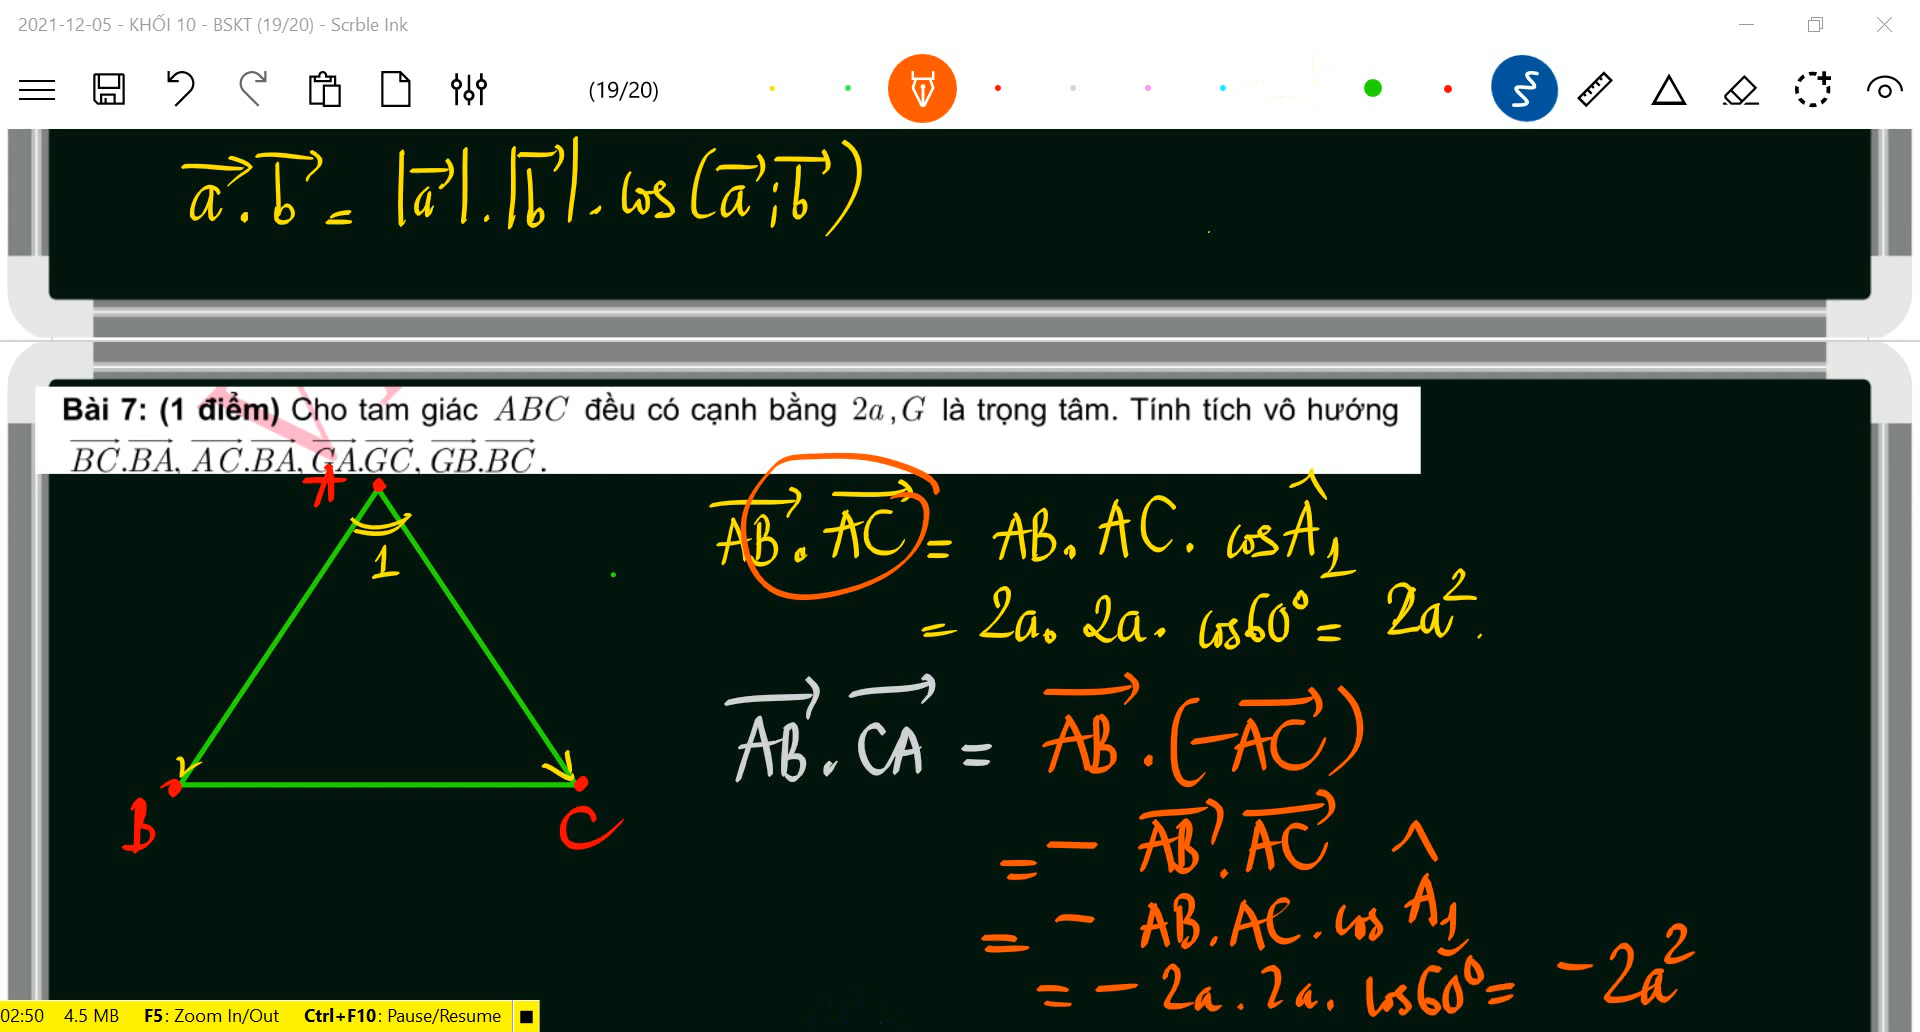 2021-12-05 - KHỐI 10 - BSKT (19/20) - Scrble Ink
(19/20)
a⃗ . b⃗ = |a⃗| . |b⃗| . cos(a⃗ ; b⃗)
Bài 7: (1 điểm) Cho tam giác ABC đều có cạnh bằng 2a, G là trọng tâm. Tính tích vô hướng
B͞C⃗.BA⃗, AC⃗.BA⃗, GA⃗.GC⃗, GB⃗.BC⃗.
A
1
B
C
AB⃗ . AC⃗ = AB . AC . cos Â₁
= 2a . 2a . cos60° = 2a².
AB⃗ . CA⃗ = AB⃗ . (-AC⃗)
= - AB⃗ . AC⃗
= - AB . AC . cos Â₁
= - 2a . 2a . cos60° = -2a²
02:50 4.5 MB F5: Zoom In/Out Ctrl+F10: Pause/Resume